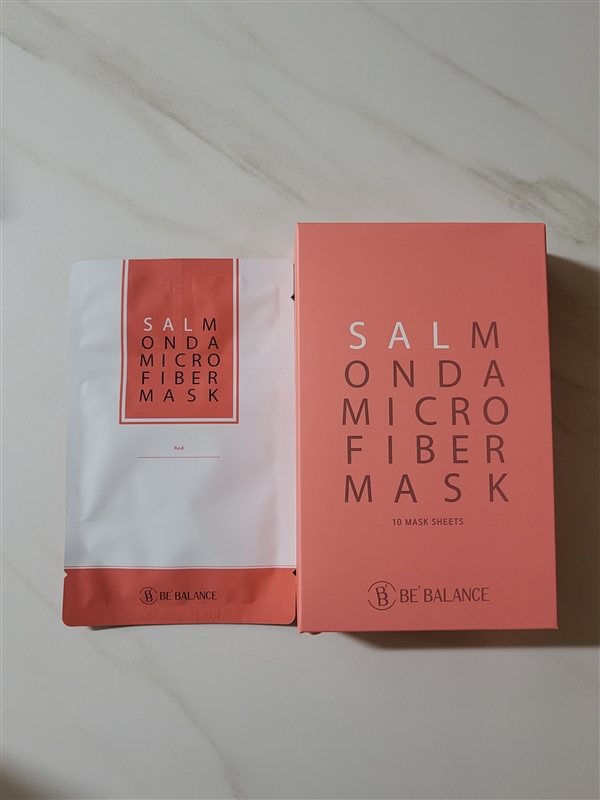 SALM
ONDA
MICRO
FIBER
MASK
Red
BE' BALANCE
SALM
ONDA
MICRO
FIBER
MASK
10 MASK SHEETS
BE' BALANCE